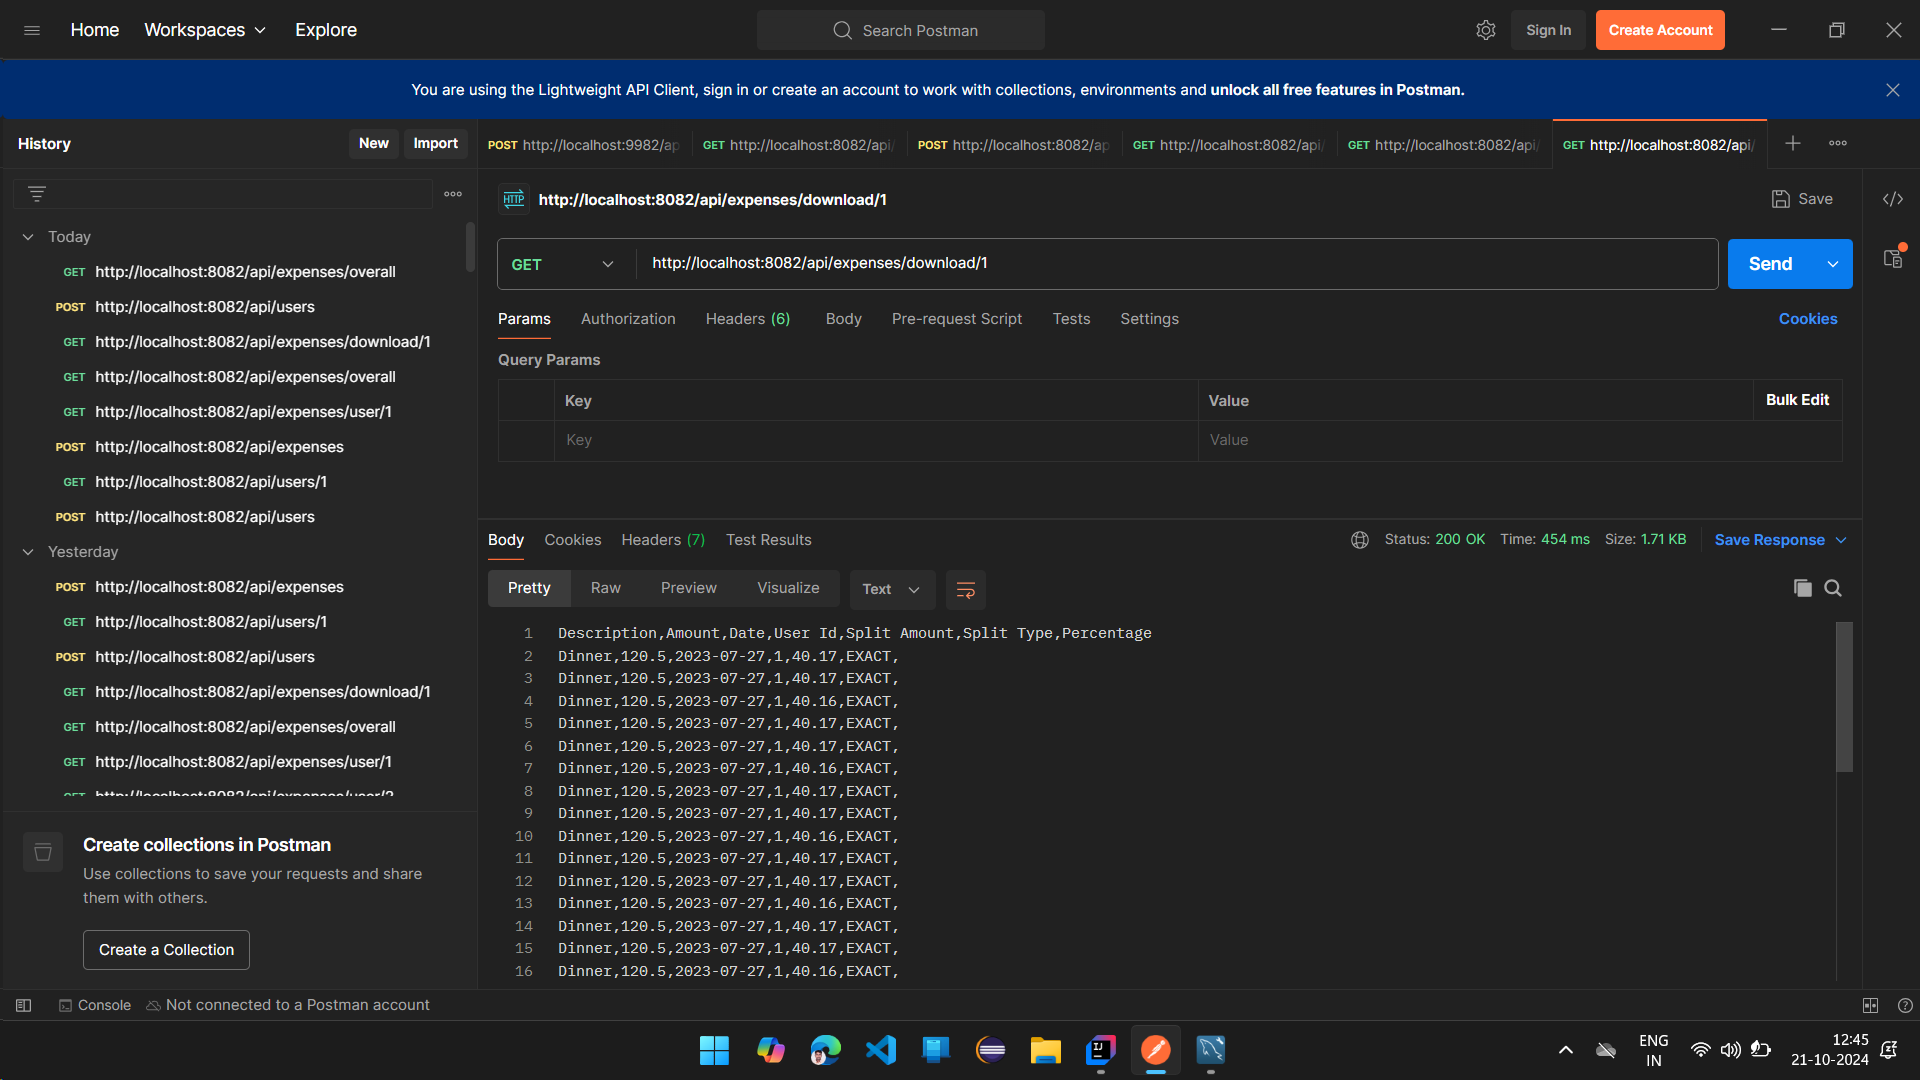 Home Workspaces Explore
Search Postman
Sign In Create Account
You are using the Lightweight API Client, sign in or create an account to work with collections, environments and unlock all free features in Postman.
History New Import
POST http://localhost:9982/ap
GET http://localhost:8082/api/
POST http://localhost:8082/ap
GET http://localhost:8082/api/
GET http://localhost:8082/api/
GET http://localhost:8082/api/
Today
GET http://localhost:8082/api/expenses/overall
POST http://localhost:8082/api/users
GET http://localhost:8082/api/expenses/download/1
GET http://localhost:8082/api/expenses/overall
GET http://localhost:8082/api/expenses/user/1
POST http://localhost:8082/api/expenses
GET http://localhost:8082/api/users/1
POST http://localhost:8082/api/users
Yesterday
POST http://localhost:8082/api/expenses
GET http://localhost:8082/api/users/1
POST http://localhost:8082/api/users
GET http://localhost:8082/api/expenses/download/1
GET http://localhost:8082/api/expenses/overall
GET http://localhost:8082/api/expenses/user/1
Create collections in Postman
Use collections to save your requests and share
them with others.
Create a Collection
HTTP http://localhost:8082/api/expenses/download/1
Save
GET http://localhost:8082/api/expenses/download/1
Send
Params Authorization Headers (6) Body Pre-request Script Tests Settings Cookies
Query Params
Key Value Bulk Edit
Key Value
Body Cookies Headers (7) Test Results
Status: 200 OK Time: 454 ms Size: 1.71 KB Save Response
Pretty Raw Preview Visualize Text
1 Description,Amount,Date,User Id,Split Amount,Split Type,Percentage
2 Dinner,120.5,2023-07-27,1,40.17,EXACT,
3 Dinner,120.5,2023-07-27,1,40.17,EXACT,
4 Dinner,120.5,2023-07-27,1,40.16,EXACT,
5 Dinner,120.5,2023-07-27,1,40.17,EXACT,
6 Dinner,120.5,2023-07-27,1,40.17,EXACT,
7 Dinner,120.5,2023-07-27,1,40.16,EXACT,
8 Dinner,120.5,2023-07-27,1,40.17,EXACT,
9 Dinner,120.5,2023-07-27,1,40.17,EXACT,
10 Dinner,120.5,2023-07-27,1,40.16,EXACT,
11 Dinner,120.5,2023-07-27,1,40.17,EXACT,
12 Dinner,120.5,2023-07-27,1,40.17,EXACT,
13 Dinner,120.5,2023-07-27,1,40.16,EXACT,
14 Dinner,120.5,2023-07-27,1,40.17,EXACT,
15 Dinner,120.5,2023-07-27,1,40.17,EXACT,
16 Dinner,120.5,2023-07-27,1,40.16,EXACT,
Console Not connected to a Postman account
ENG
IN
12:45
21-10-2024